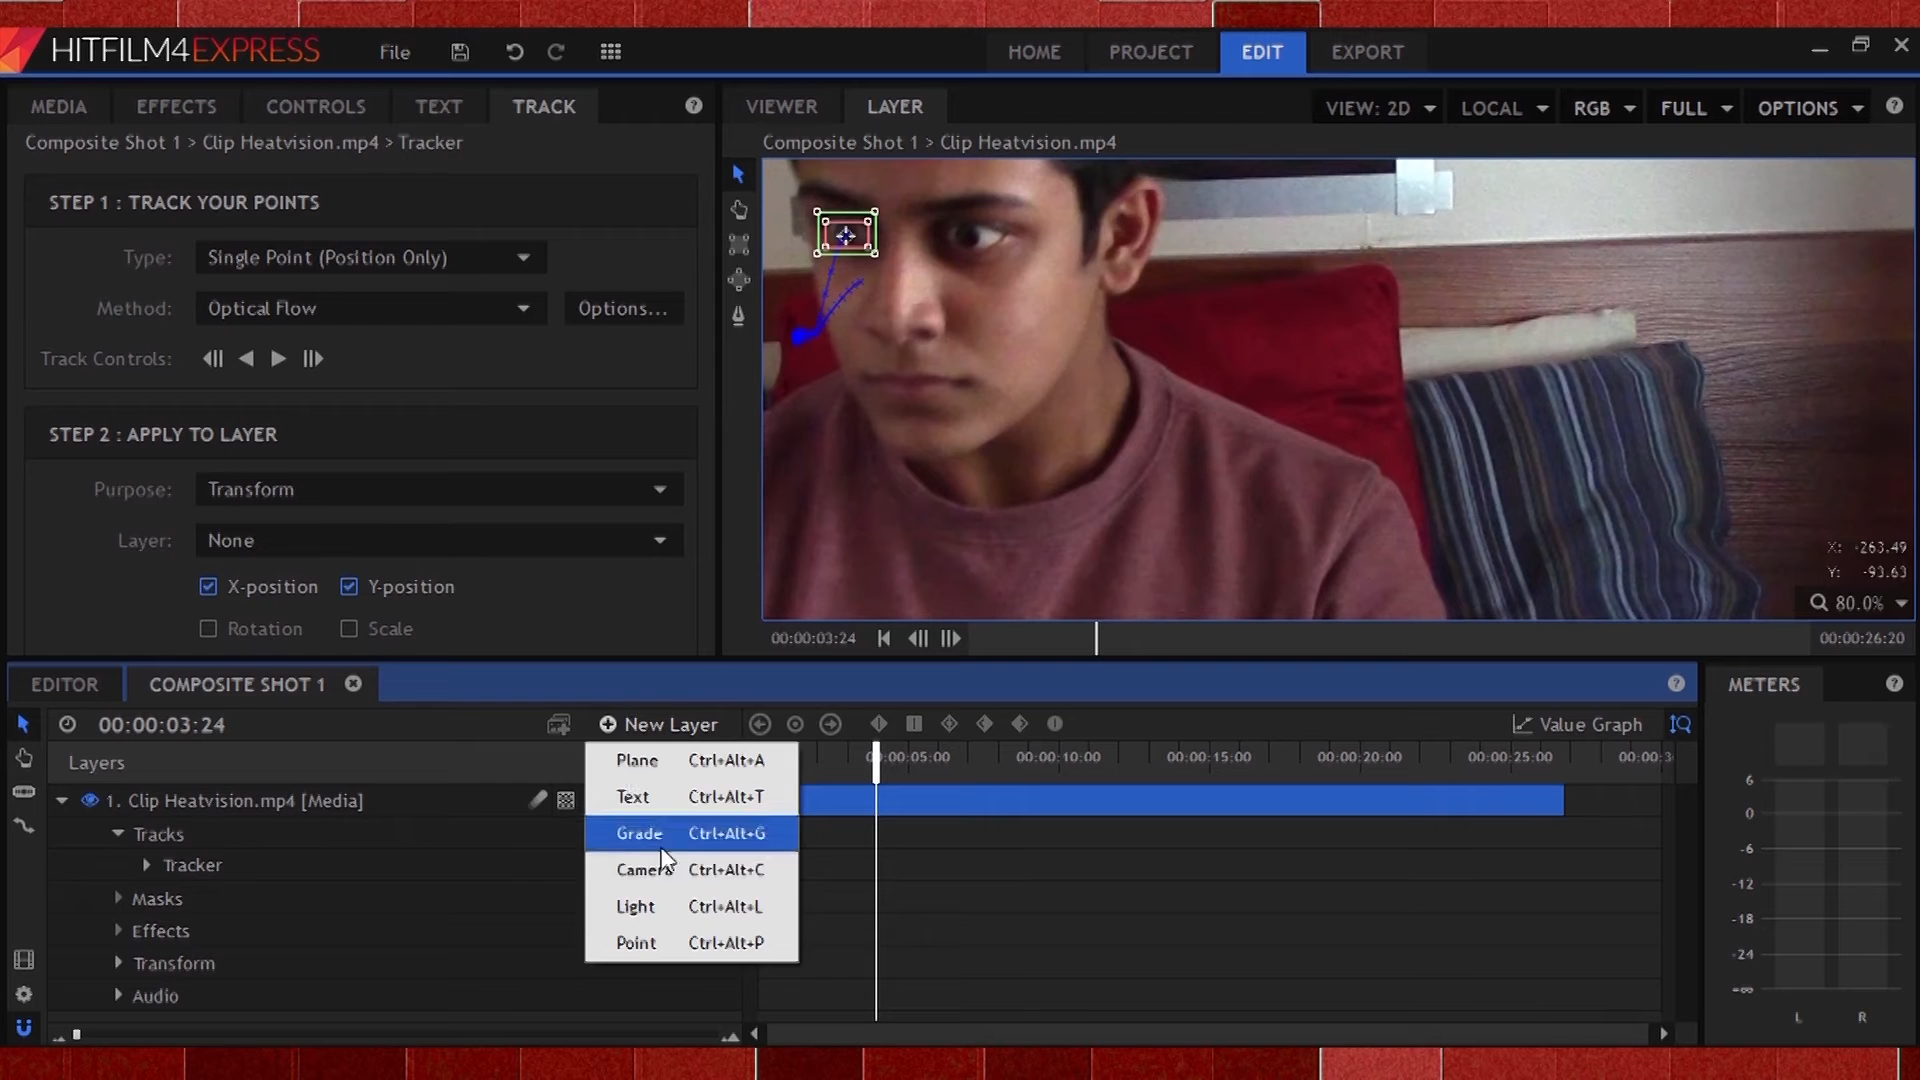 HITFILM4EXPRESS File HOME PROJECT EDIT EXPORT
MEDIA EFFECTS CONTROLS TEXT TRACK
Composite Shot 1 > Clip Heatvision.mp4 > Tracker
STEP 1 : TRACK YOUR POINTS
Type: Single Point (Position Only)
Method: Optical Flow Options...
Track Controls:
STEP 2 : APPLY TO LAYER
Purpose: Transform
Layer: None
X-position Y-position
Rotation Scale
VIEWER LAYER VIEW: 2D LOCAL RGB FULL OPTIONS
Composite Shot 1 > Clip Heatvision.mp4
X: -263.49
Y: -93.63
80.0%
00:00:03:24 00:00:26:20
EDITOR COMPOSITE SHOT 1
00:00:03:24 New Layer Value Graph
Layers
00:00:10:00 00:00:15:00 00:00:20:00 00:00:25:00
1. Clip Heatvision.mp4 [Media]
Tracks
Tracker
Masks
Effects
Transform
Audio
Plane Ctrl+Alt+A
Text Ctrl+Alt+T
Grade Ctrl+Alt+G
Camera Ctrl+Alt+C
Light Ctrl+Alt+L
Point Ctrl+Alt+P
METERS
6
0
-6
-12
-18
-24
-∞
L R